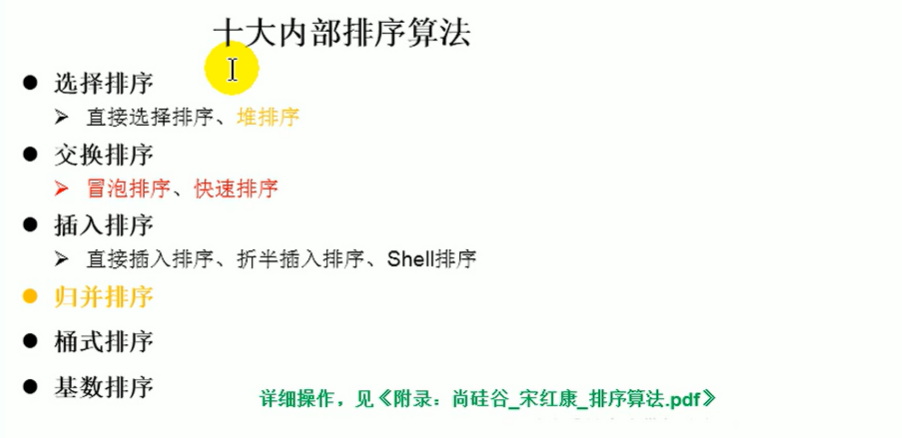 十大内部排序算法
选择排序
直接选择排序、堆排序
交换排序
冒泡排序、快速排序
插入排序
直接插入排序、折半插入排序、Shell排序
归并排序
桶式排序
基数排序
详细操作，见《附录：尚硅谷_宋红康_排序算法.pdf》